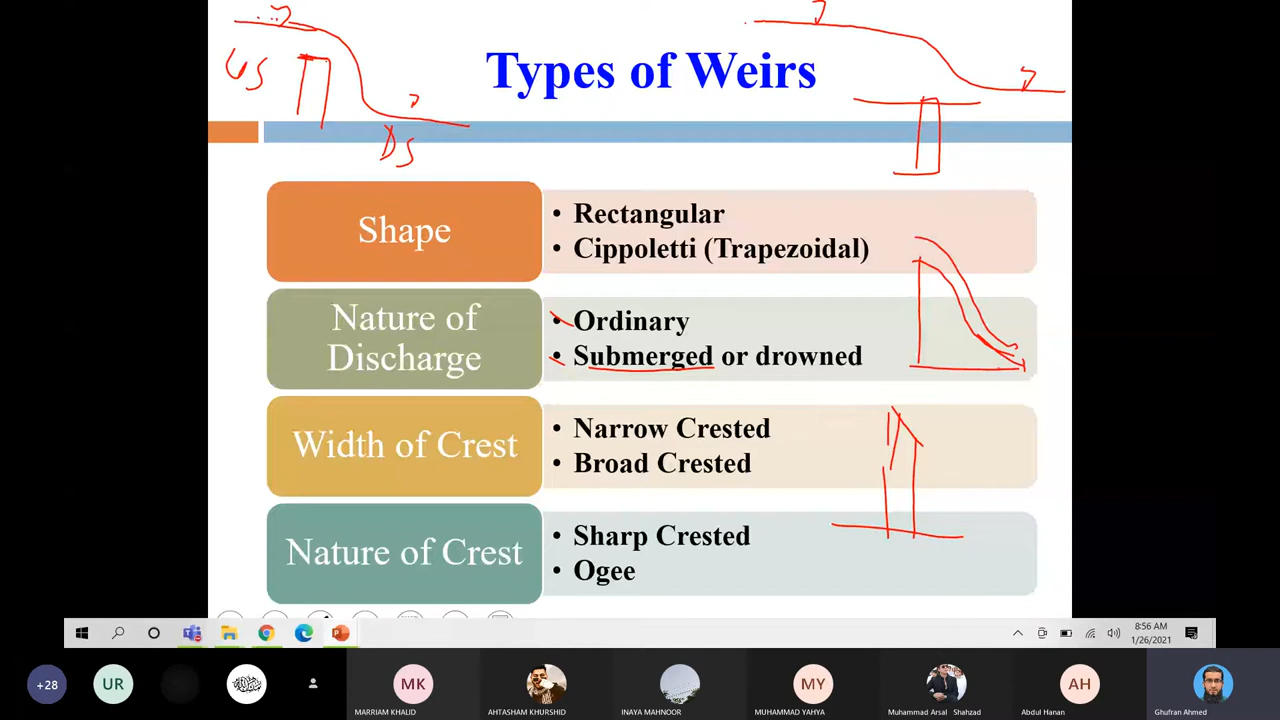 US
DS
Types of Weirs
Shape
• Rectangular
• Cippoletti (Trapezoidal)
Nature of
Discharge
• Ordinary
• Submerged or drowned
Width of Crest
• Narrow Crested
• Broad Crested
Nature of Crest
• Sharp Crested
• Ogee
8:56 AM
1/26/2021
+28
UR
MK
MY
AH
MARRIAM KHALID
AHTASHAM KHURSHID
INAYA MAHNOOR
MUHAMMAD YAHYA
Muhammad Arsal Shahzad
Abdul Hanan
Ghufran Ahmed